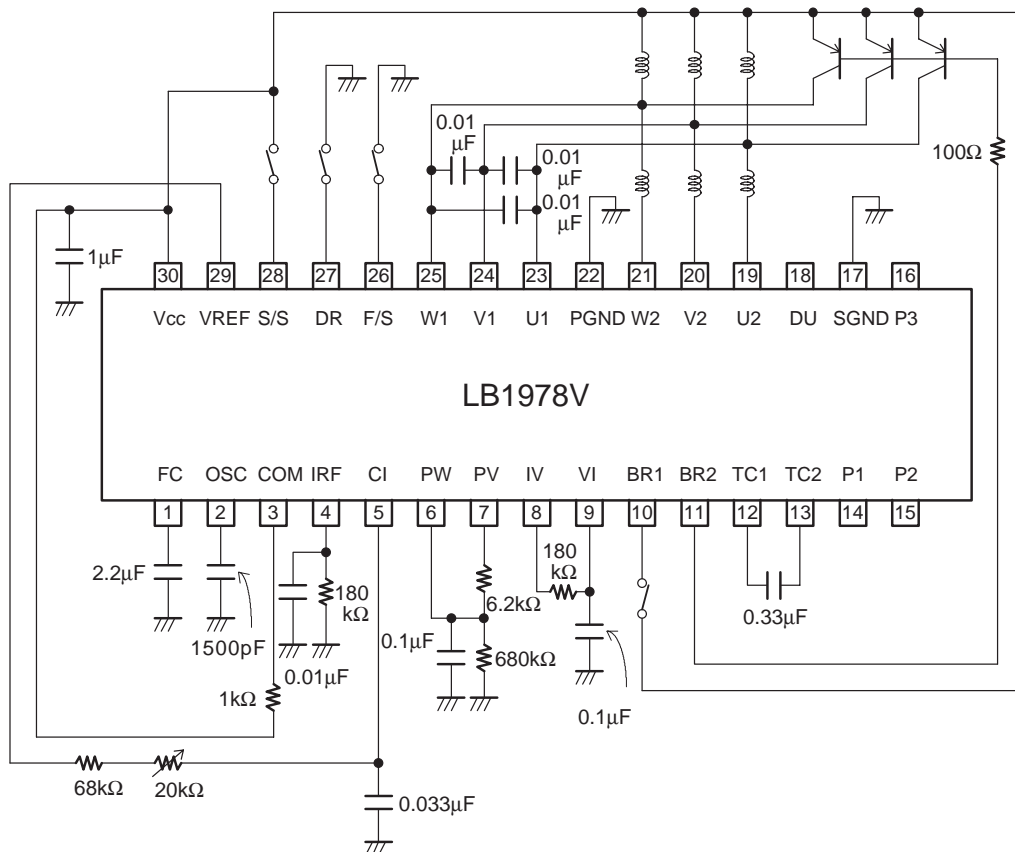 0.01
μF
0.01
μF
0.01
μF
100Ω
1μF
30 29 28 27 26 25 24 23 22 21 20 19 18 17 16
Vcc VREF S/S DR F/S W1 V1 U1 PGND W2 V2 U2 DU SGND P3
LB1978V
FC OSC COM IRF CI PW PV IV VI BR1 BR2 TC1 TC2 P1 P2
1 2 3 4 5 6 7 8 9 10 11 12 13 14 15
2.2μF
1500pF
180
kΩ
0.01μF
1kΩ
6.2kΩ
0.1μF
680kΩ
180
kΩ
0.1μF
0.33μF
68kΩ
20kΩ
0.033μF